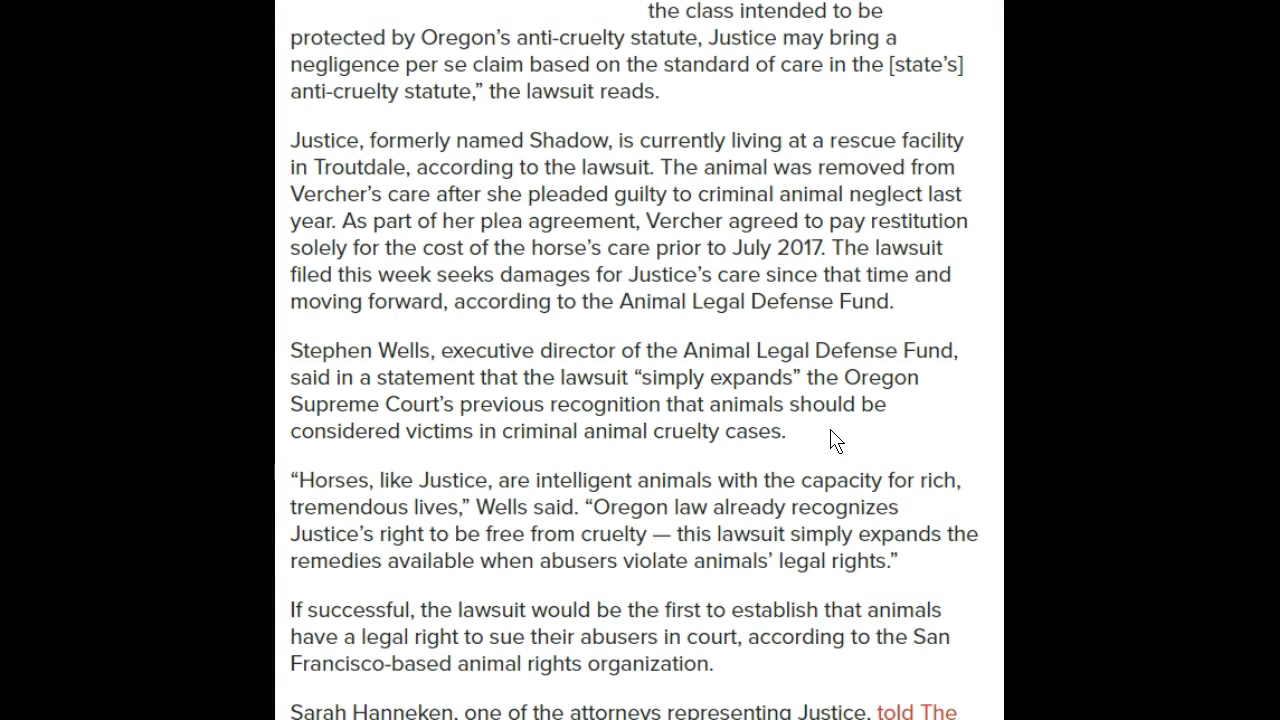 the class intended to be
protected by Oregon’s anti-cruelty statute, Justice may bring a
negligence per se claim based on the standard of care in the [state’s]
anti-cruelty statute,” the lawsuit reads.
Justice, formerly named Shadow, is currently living at a rescue facility
in Troutdale, according to the lawsuit. The animal was removed from
Vercher’s care after she pleaded guilty to criminal animal neglect last
year. As part of her plea agreement, Vercher agreed to pay restitution
solely for the cost of the horse’s care prior to July 2017. The lawsuit
filed this week seeks damages for Justice’s care since that time and
moving forward, according to the Animal Legal Defense Fund.
Stephen Wells, executive director of the Animal Legal Defense Fund,
said in a statement that the lawsuit “simply expands” the Oregon
Supreme Court’s previous recognition that animals should be
considered victims in criminal animal cruelty cases.
“Horses, like Justice, are intelligent animals with the capacity for rich,
tremendous lives,” Wells said. “Oregon law already recognizes
Justice’s right to be free from cruelty — this lawsuit simply expands the
remedies available when abusers violate animals’ legal rights.”
If successful, the lawsuit would be the first to establish that animals
have a legal right to sue their abusers in court, according to the San
Francisco-based animal rights organization.
Sarah Hanneken, one of the attorneys representing Justice, told The